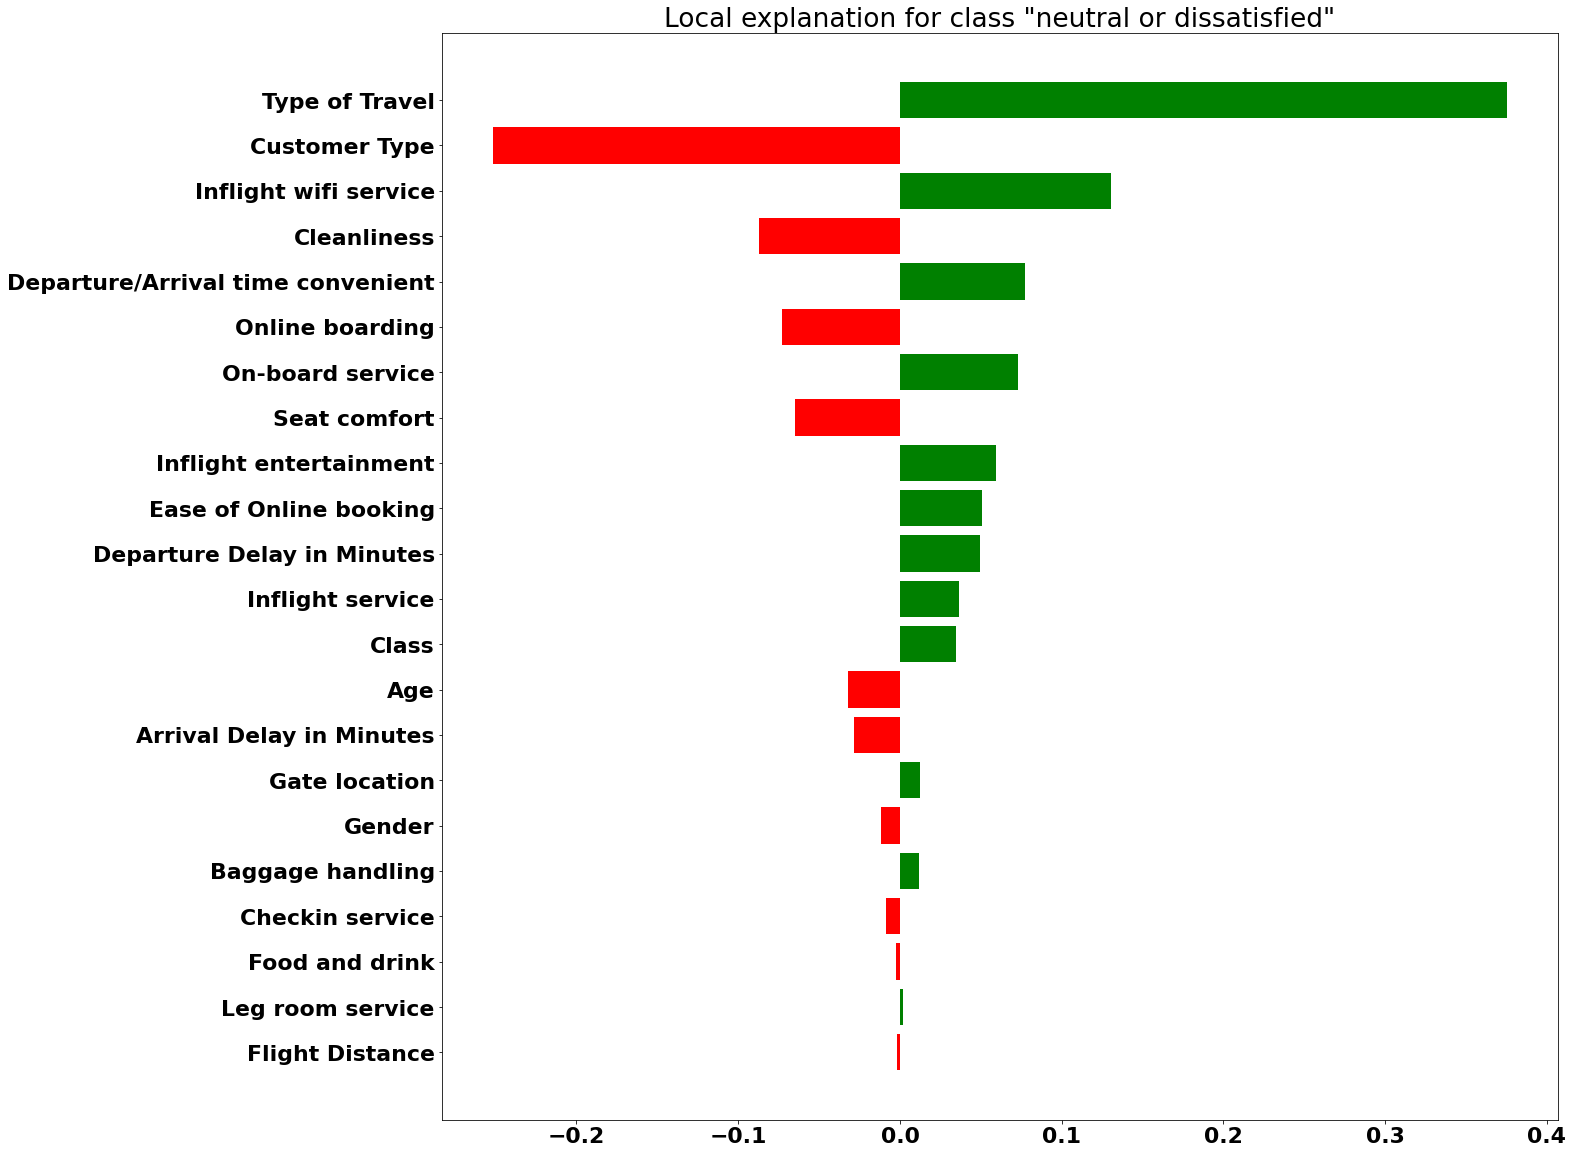 Local explanation for class "neutral or dissatisfied"
Type of Travel
Customer Type
Inflight wifi service
Cleanliness
Departure/Arrival time convenient
Online boarding
On-board service
Seat comfort
Inflight entertainment
Ease of Online booking
Departure Delay in Minutes
Inflight service
Class
Age
Arrival Delay in Minutes
Gate location
Gender
Baggage handling
Checkin service
Food and drink
Leg room service
Flight Distance
−0.2 −0.1 0.0 0.1 0.2 0.3 0.4